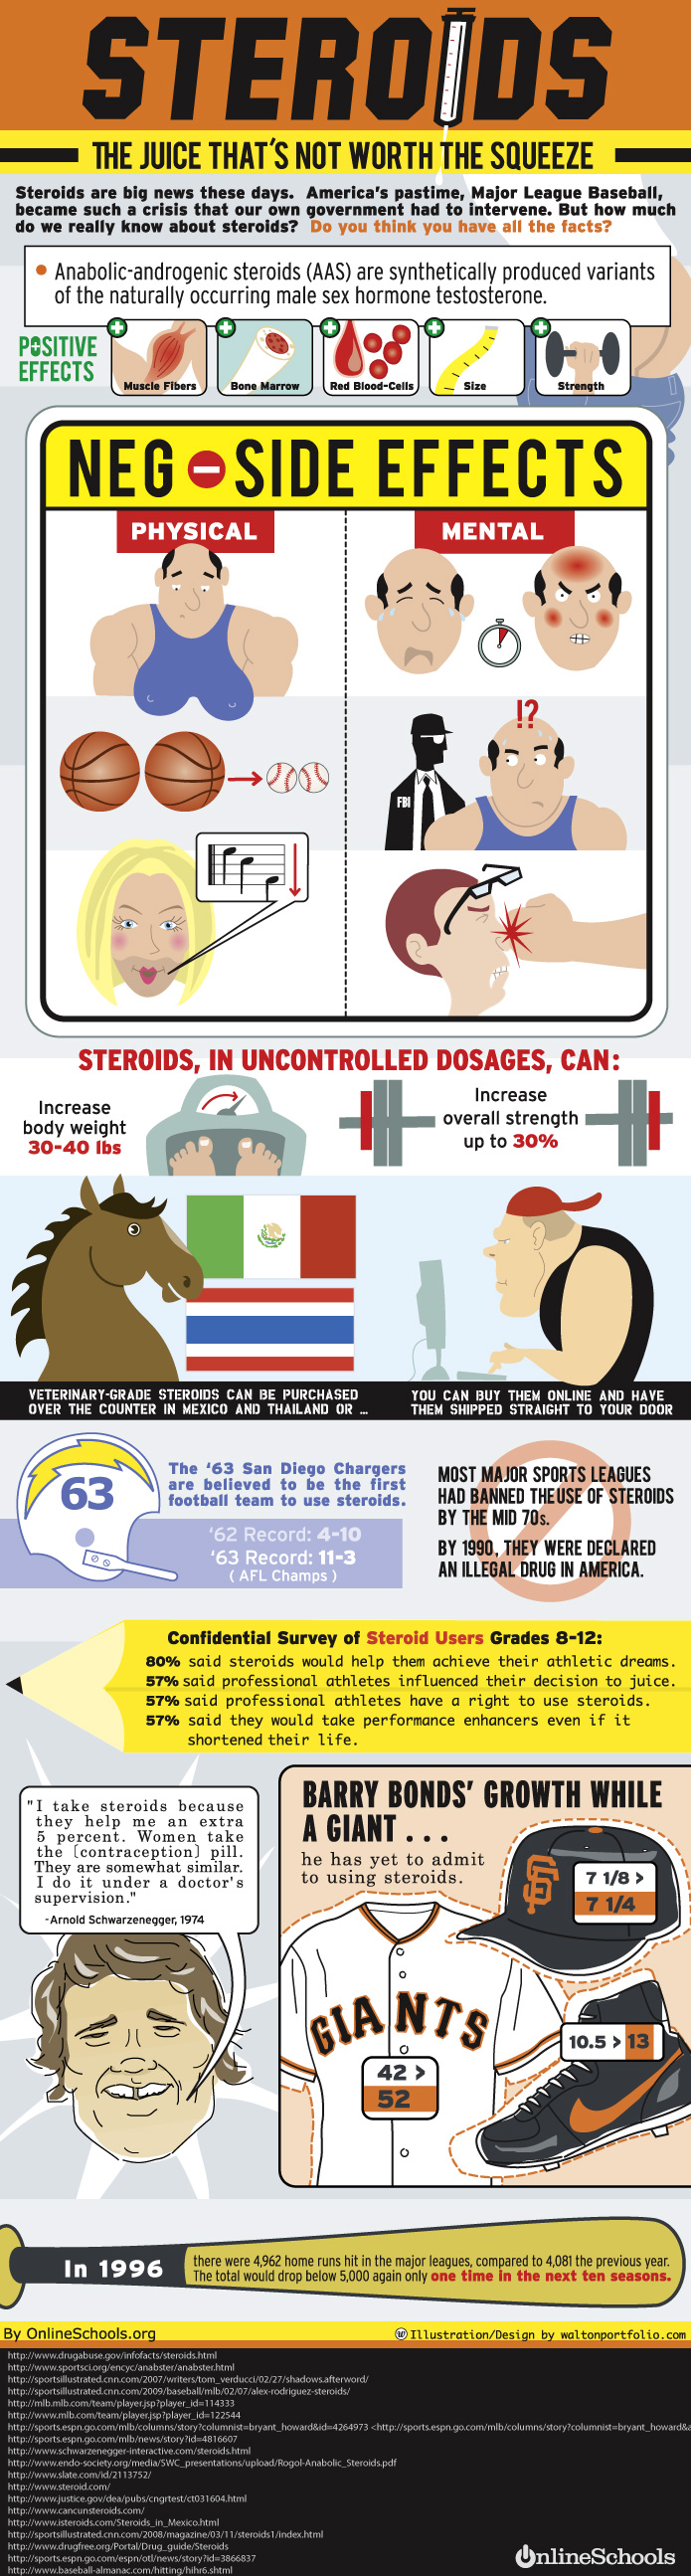 STEROIDS
THE JUICE THAT'S NOT WORTH THE SQUEEZE
Steroids are big news these days. America's pastime, Major League Baseball,
became such a crisis that our own government had to intervene. But how much
do we really know about steroids? Do you think you have all the facts?
Anabolic-androgenic steroids (AAS) are synthetically produced variants
of the naturally occurring male sex hormone testosterone.
POSITIVE
EFFECTS
Muscle Fibers
Bone Marrow
Red Blood-Cells
Size
Strength
NEG SIDE EFFECTS
PHYSICAL
MENTAL
!?
FBI
STEROIDS, IN UNCONTROLLED DOSAGES, CAN:
Increase
body weight
30-40 lbs
Increase
overall strength
up to 30%
VETERINARY-GRADE STEROIDS CAN BE PURCHASED
OVER THE COUNTER IN MEXICO AND THAILAND OR ...
YOU CAN BUY THEM ONLINE AND HAVE
THEM SHIPPED STRAIGHT TO YOUR DOOR
63
The '63 San Diego Chargers
are believed to be the first
football team to use steroids.
'62 Record: 4-10
'63 Record: 11-3
( AFL Champs )
MOST MAJOR SPORTS LEAGUES
HAD BANNED THE USE OF STEROIDS
BY THE MID 70s.
BY 1990, THEY WERE DECLARED
AN ILLEGAL DRUG IN AMERICA.
Confidential Survey of Steroid Users Grades 8-12:
80% said steroids would help them achieve their athletic dreams.
57% said professional athletes influenced their decision to juice.
57% said professional athletes have a right to use steroids.
57% said they would take performance enhancers even if it
shortened their life.
"I take steroids because
they help me an extra
5 percent. Women take
the [contraception] pill.
They are somewhat similar.
I do it under a doctor's
supervision."
-Arnold Schwarzenegger, 1974
BARRY BONDS' GROWTH WHILE
A GIANT . . .
he has yet to admit
to using steroids.
SF
7 1/8 >
7 1/4
GIANTS
10.5 > 13
42 >
52
In 1996
there were 4,962 home runs hit in the major leagues, compared to 4,081 the previous year.
The total would drop below 5,000 again only one time in the next ten seasons.
By OnlineSchools.org
Illustration/Design by waltonportfolio.com
http://www.drugabuse.gov/infofacts/steroids.html
http://www.sportsci.org/encyc/anabster/anabster.html
http://sportsillustrated.cnn.com/2007/writers/tom_verducci/02/27/shadows.afterword/
http://sportsillustrated.cnn.com/2009/baseball/mlb/02/07/alex-rodriguez-steroids/
http://mlb.mlb.com/team/player.jsp?player_id=114333
http://www.mlb.com/team/player.jsp?player_id=122544
http://sports.espn.go.com/mlb/columns/story?columnist=bryant_howard&id=4264973 <http://sports.espn.go.com/mlb/columns/story?columnist=bryant_howard&
http://sports.espn.go.com/mlb/news/story?id=4816607
http://www.schwarzenegger-interactive.com/steroids.html
http://www.endo-society.org/media/SWC_presentations/upload/Rogol-Anabolic_Steroids.pdf
http://www.slate.com/id/2113752/
http://www.steroid.com/
http://www.justice.gov/dea/pubs/cngrtest/ct031604.html
http://www.cancunsteroids.com/
http://www.isteroids.com/Steroids_in_Mexico.html
http://sportsillustrated.cnn.com/2008/magazine/03/11/steroids1/index.html
http://www.drugfree.org/Portal/Drug_guide/Steroids
http://sports.espn.go.com/espn/otl/news/story?id=3866837
http://www.baseball-almanac.com/hitting/hihr6.shtml
OnlineSchools